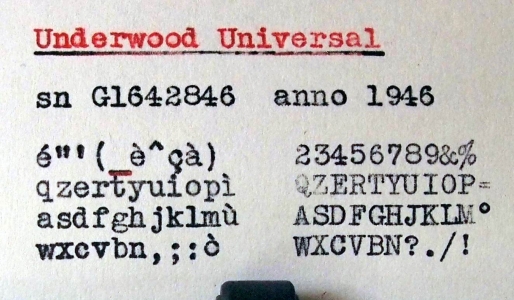 Underwood Universal
sn G1642846 anno 1946
é"'(_è^çà) 23456789&%
qzertyuiopì QZERTYUIOP=
asdfghjklmù ASDFGHJKLM°
wxcvbn,;:ò WXCVBN?./!